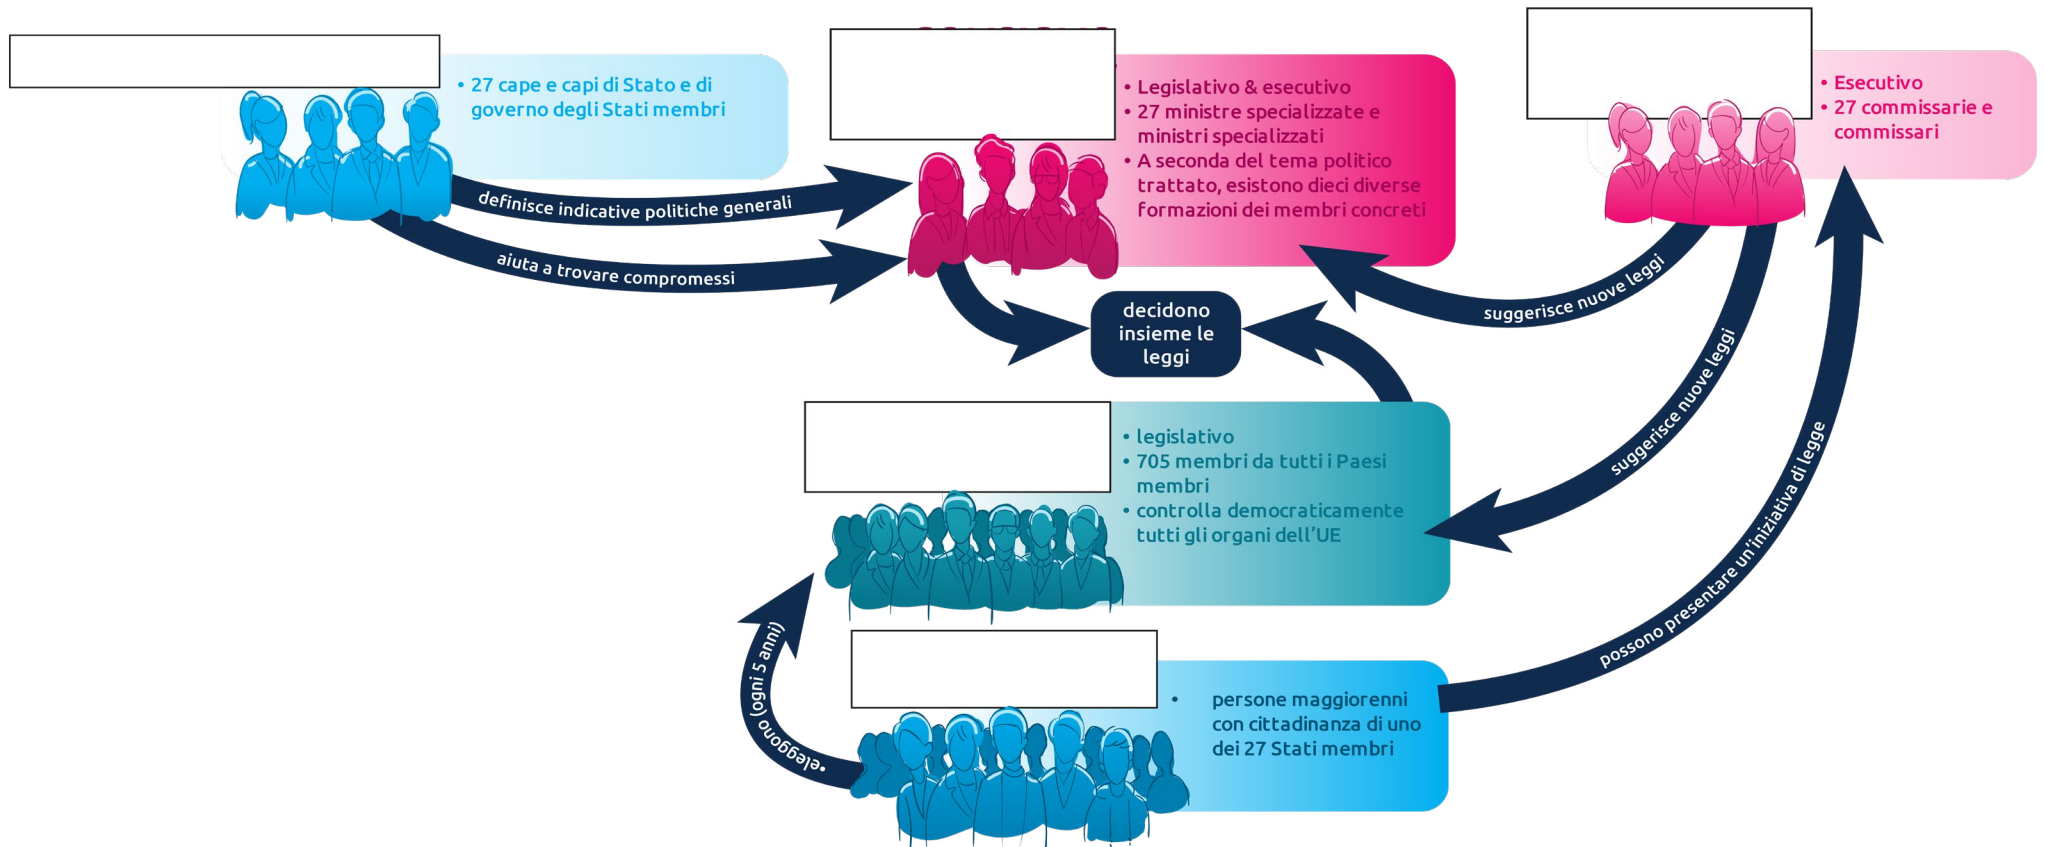 • 27 cape e capi di Stato e di
governo degli Stati membri
• Legislativo & esecutivo
• 27 ministre specializzate e
ministri specializzati
• A seconda del tema politico
trattato, esistono dieci diverse
formazioni dei membri concreti
• Esecutivo
• 27 commissarie e
commissari
definisce indicative politiche generali
aiuta a trovare compromessi
suggerisce nuove leggi
decidono
insieme le
leggi
suggerisce nuove leggi
• legislativo
• 705 membri da tutti i Paesi
membri
• controlla democraticamente
tutti gli organi dell’UE
possono presentare un’iniziativa di legge
•eleggono (ogni 5 anni)
• persone maggiorenni
con cittadinanza di uno
dei 27 Stati membri